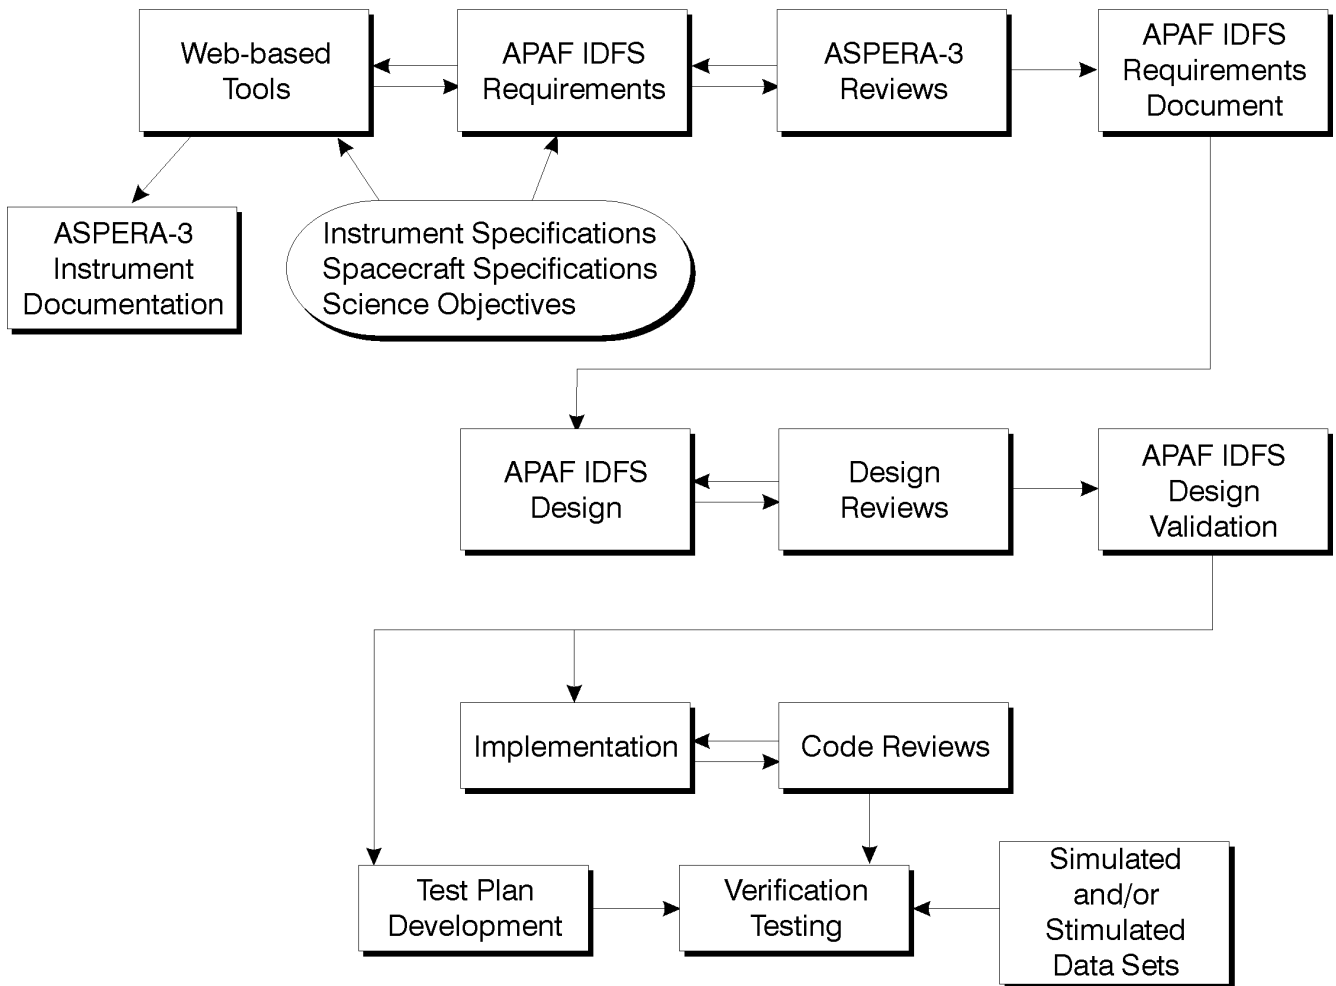 Web-based
Tools
APAF IDFS
Requirements
ASPERA-3
Reviews
APAF IDFS
Requirements
Document
ASPERA-3
Instrument
Documentation
Instrument Specifications
Spacecraft Specifications
Science Objectives
APAF IDFS
Design
Design
Reviews
APAF IDFS
Design
Validation
Implementation
Code Reviews
Test Plan
Development
Verification
Testing
Simulated
and/or
Stimulated
Data Sets